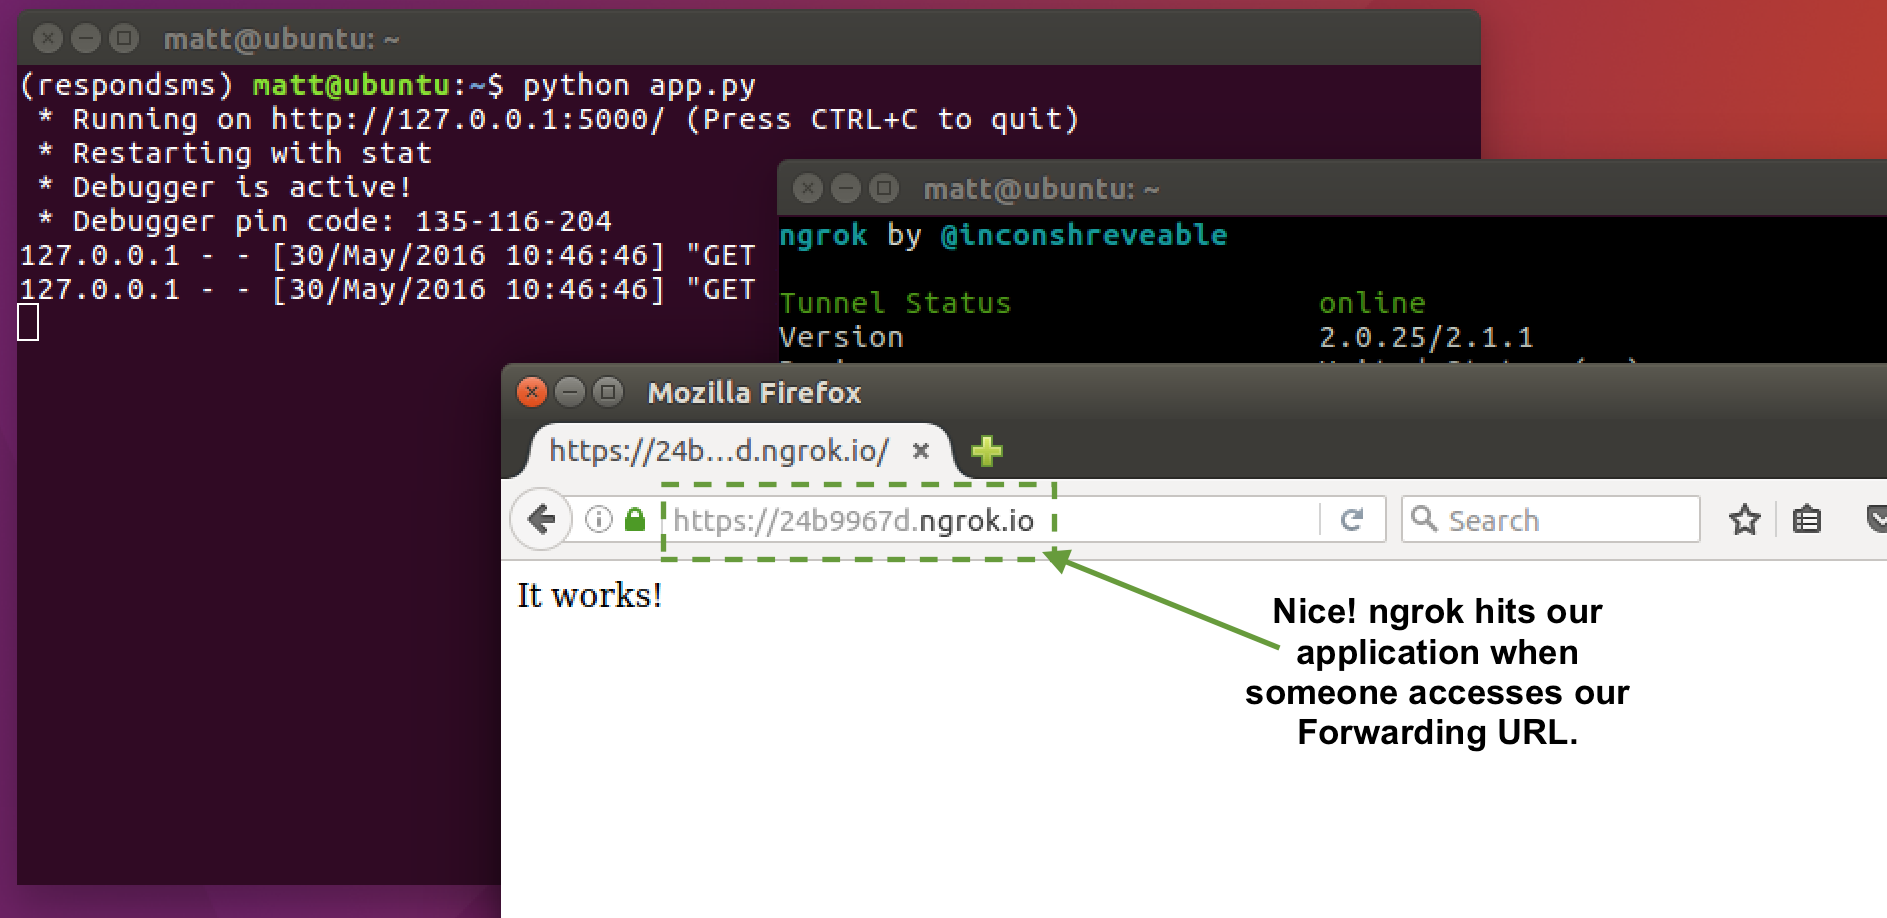 matt@ubuntu: ~
(respondsms) matt@ubuntu:~$ python app.py
* Running on http://127.0.0.1:5000/ (Press CTRL+C to quit)
* Restarting with stat
* Debugger is active!
* Debugger pin code: 135-116-204
127.0.0.1 - - [30/May/2016 10:46:46] "GET
127.0.0.1 - - [30/May/2016 10:46:46] "GET
matt@ubuntu: ~
ngrok by @inconshreveable
Tunnel Status online
Version 2.0.25/2.1.1
Mozilla Firefox
https://24b...d.ngrok.io/
https://24b9967d.ngrok.io
Search
It works!
Nice! ngrok hits our
application when
someone accesses our
Forwarding URL.